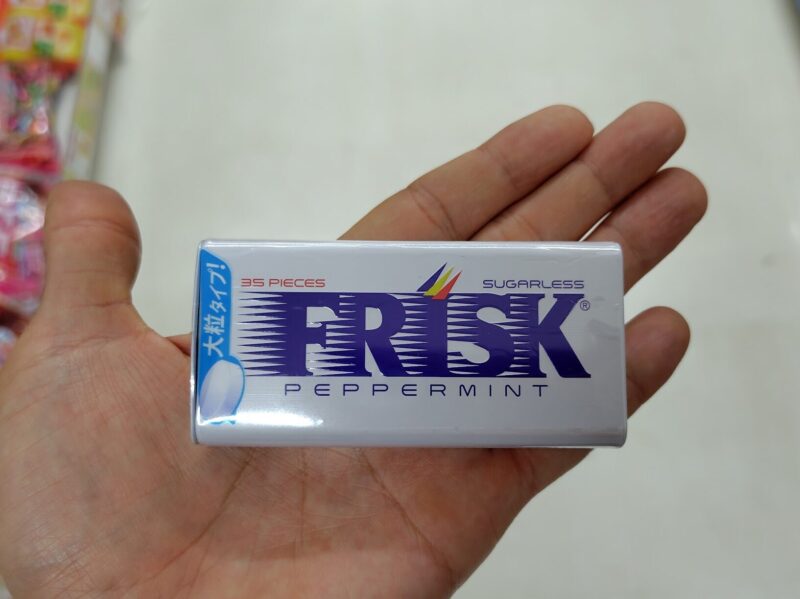 大粒タイプ!
35 PIECES
SUGARLESS
FRISK®
PEPPERMINT